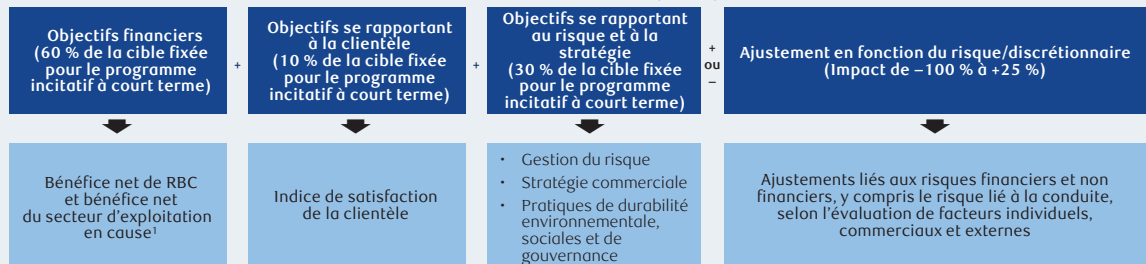 Objectifs financiers
(60 % de la cible fixée
pour le programme
incitatif à court terme)
+
Objectifs se rapportant
à la clientèle
(10 % de la cible fixée
pour le programme
incitatif à court terme)
+
Objectifs se rapportant
au risque et à la
stratégie
(30 % de la cible fixée
pour le programme
incitatif à court terme)
+
ou
–
Ajustement en fonction du risque/discrétionnaire
(Impact de –100 % à +25 %)
Bénéfice net de RBC
et bénéfice net
du secteur d'exploitation
en cause¹
Indice de satisfaction
de la clientèle
• Gestion du risque
• Stratégie commerciale
• Pratiques de durabilité
environnementale,
sociales et de
gouvernance
Ajustements liés aux risques financiers et non
financiers, y compris le risque lié à la conduite,
selon l'évaluation de facteurs individuels,
commerciaux et externes